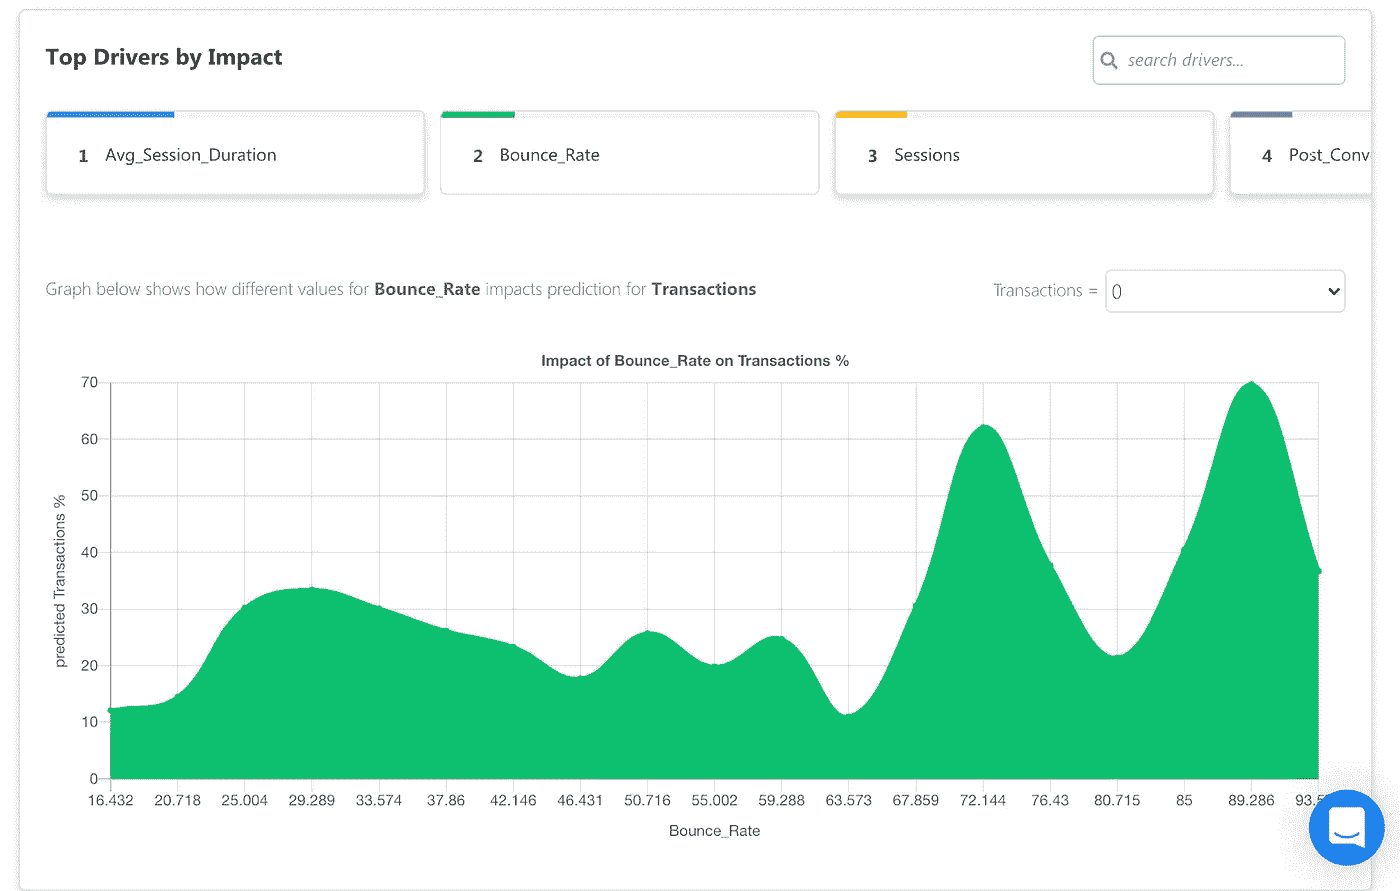 Top Drivers by Impact
search drivers...
1 Avg_Session_Duration
2 Bounce_Rate
3 Sessions
4 Post_Conv
Graph below shows how different values for Bounce_Rate impacts prediction for Transactions
Transactions = 0
Impact of Bounce_Rate on Transactions %
predicted Transactions %
70
60
50
40
30
20
10
0
16.432 20.718 25.004 29.289 33.574 37.86 42.146 46.431 50.716 55.002 59.288 63.573 67.859 72.144 76.43 80.715 85 89.286
Bounce_Rate